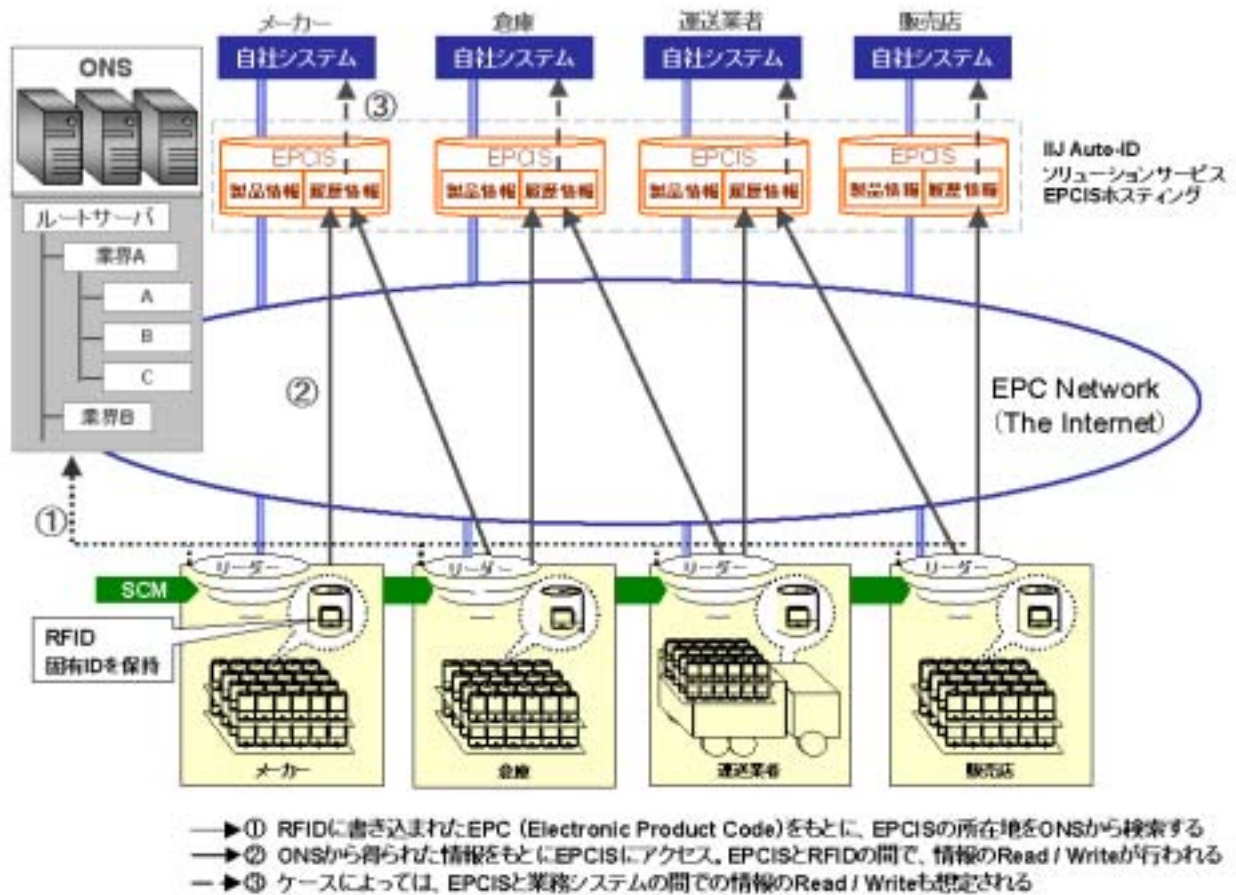 メーカー
倉庫
運送業者
販売店
自社システム
自社システム
自社システム
自社システム
ONS
③
EPCIS
EPCIS
EPCIS
EPCIS
製品情報
履歴情報
製品情報
履歴情報
製品情報
履歴情報
製品情報
履歴情報
IIJ Auto-ID
ソリューションサービス
EPCISホスティング
ルートサーバ
業界A
A
B
C
業界B
②
EPC Network
(The Internet)
①
リーダー
リーダー
リーダー
リーダー
SCM
RFID
固有IDを保持
メーカー
倉庫
運送業者
販売店
① RFIDに書き込まれたEPC (Electronic Product Code)をもとに、EPCISの所在地をONSから検索する
② ONSから得られた情報をもとにEPCISにアクセス。EPCISとRFIDの間で、情報のRead / Writeが行われる
③ ケースによっては、EPCISと業務システムの間での情報のRead / Writeも想定される